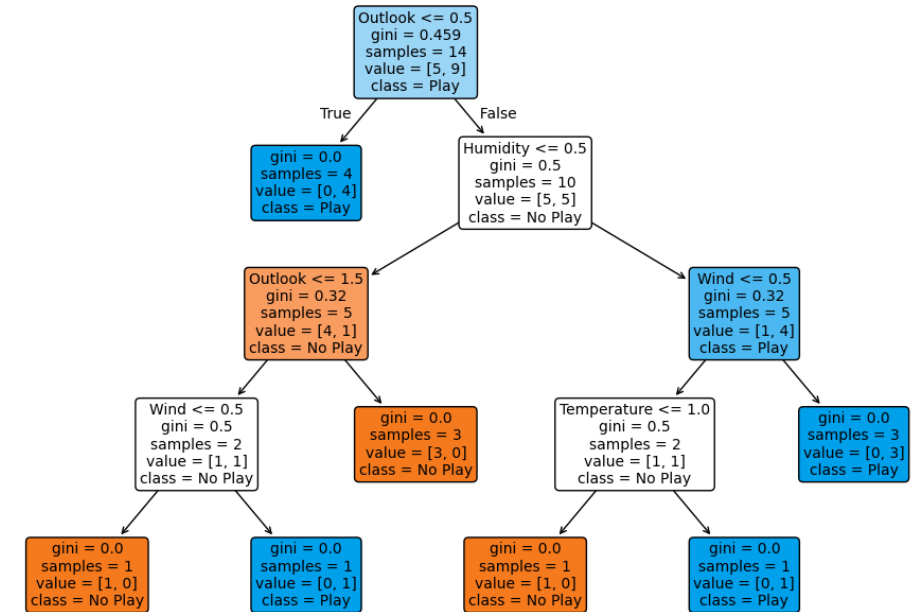 Outlook <= 0.5
gini = 0.459
samples = 14
value = [5, 9]
class = Play
True
False
gini = 0.0
samples = 4
value = [0, 4]
class = Play
Humidity <= 0.5
gini = 0.5
samples = 10
value = [5, 5]
class = No Play
Outlook <= 1.5
gini = 0.32
samples = 5
value = [4, 1]
class = No Play
Wind <= 0.5
gini = 0.32
samples = 5
value = [1, 4]
class = Play
Wind <= 0.5
gini = 0.5
samples = 2
value = [1, 1]
class = No Play
gini = 0.0
samples = 3
value = [3, 0]
class = No Play
Temperature <= 1.0
gini = 0.5
samples = 2
value = [1, 1]
class = No Play
gini = 0.0
samples = 3
value = [0, 3]
class = Play
gini = 0.0
samples = 1
value = [1, 0]
class = No Play
gini = 0.0
samples = 1
value = [0, 1]
class = Play
gini = 0.0
samples = 1
value = [1, 0]
class = No Play
gini = 0.0
samples = 1
value = [0, 1]
class = Play